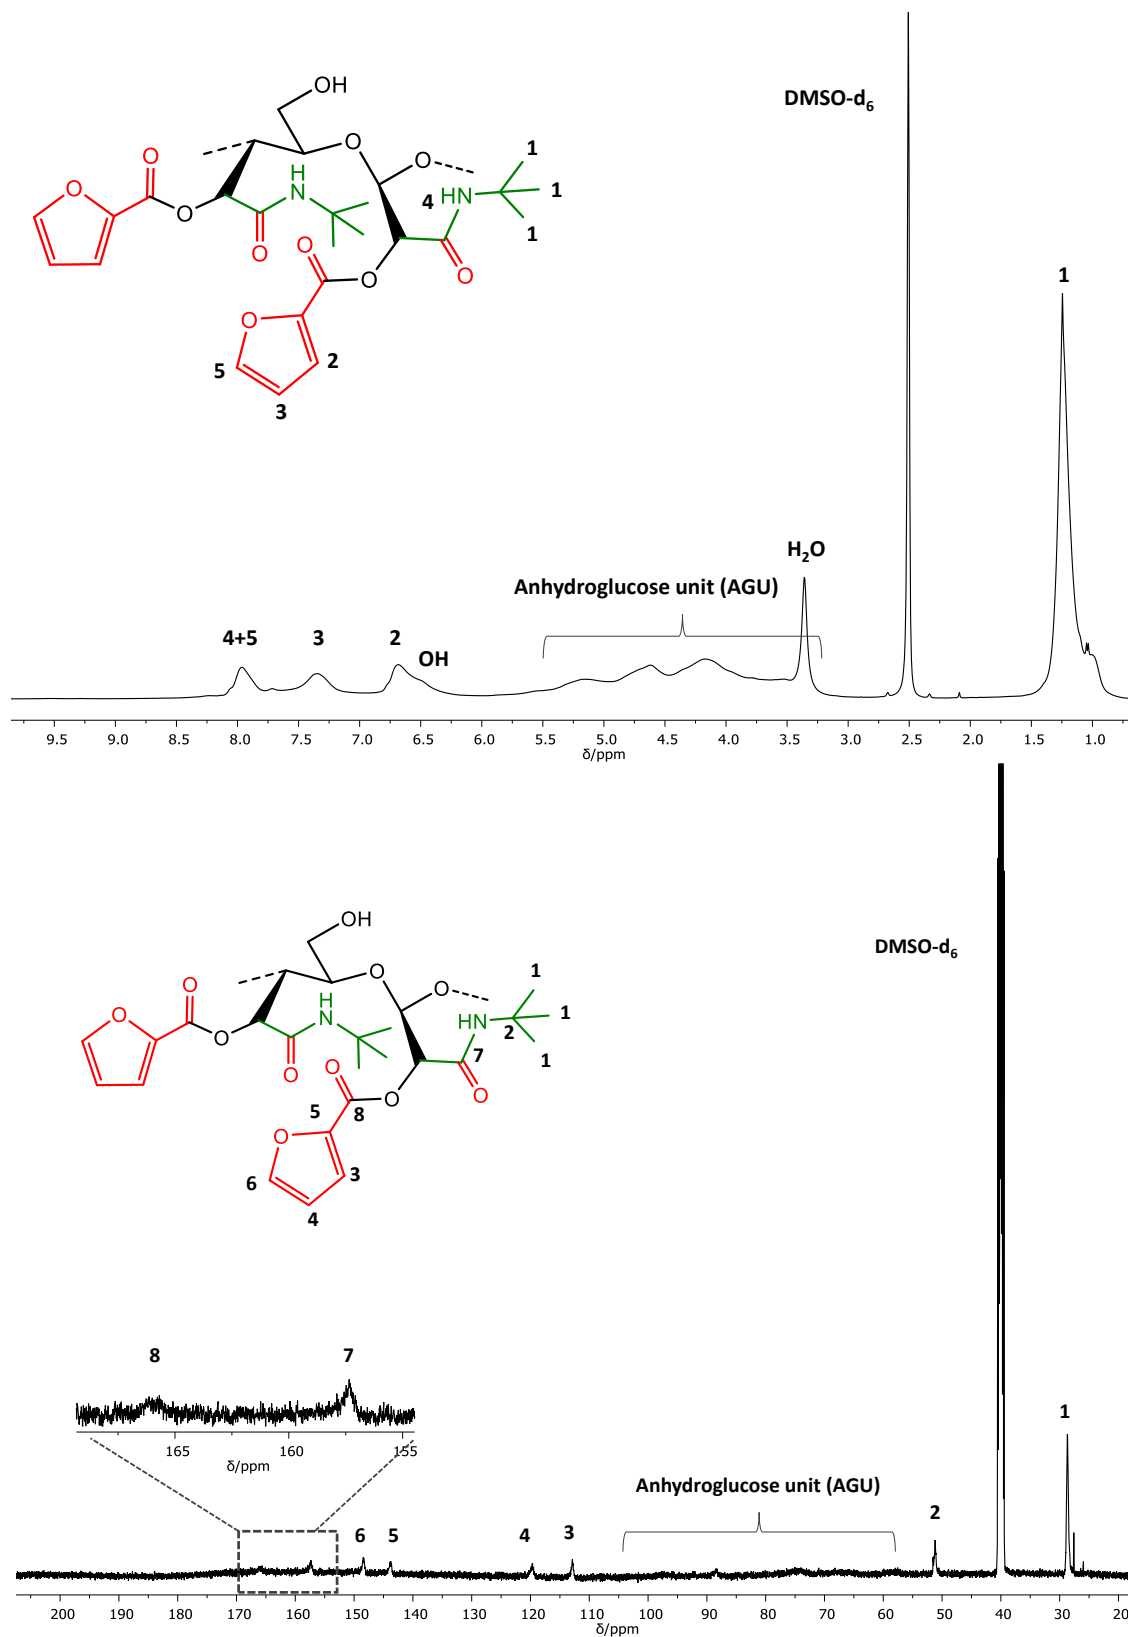 OH
DMSO-d6
O
O
O
H
N
HN
4
1
1
1
O
O
O
O
O
O
O
5
2
3
1
H2O
Anhydroglucose unit (AGU)
4+5
3
2
OH
9.5 9.0 8.5 8.0 7.5 7.0 6.5 6.0 5.5 5.0 4.5 4.0 3.5 3.0 2.5 2.0 1.5 1.0
δ/ppm
OH
DMSO-d6
O
O
O
H
N
HN
2
1
1
1
7
O
O
O
O
O
O
O
5
8
6
3
4
8
7
165 160 155
δ/ppm
1
Anhydroglucose unit (AGU)
6
5
4
3
2
200 190 180 170 160 150 140 130 120 110 100 90 80 70 60 50 40 30 20
δ/ppm